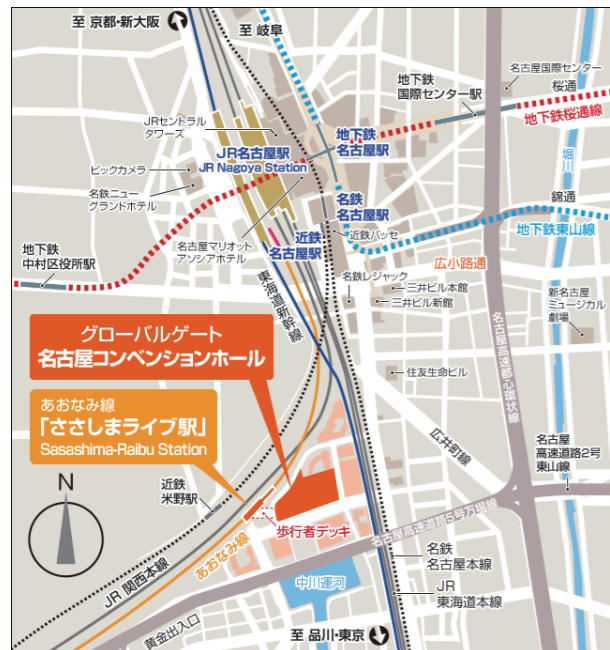 至 京都・新大阪
至 岐阜
名古屋国際センター
桜通
地下鉄
国際センター駅
地下鉄桜通線
JRセントラル
タワーズ
地下鉄
名古屋駅
JR名古屋駅
JR Nagoya Station
堀川
ビックカメラ
名鉄ニュー
グランドホテル
名鉄
名古屋駅
錦通
地下鉄東山線
近鉄パッセ
名古屋マリオット
アソシアホテル
近鉄
名古屋駅
地下鉄
中村区役所駅
広小路通
東海道新幹線
名鉄レジャック
三井ビル本館
三井ビル新館
新名古屋
ミュージカル
劇場
グローバルゲート
名古屋コンベンションホール
住友生命ビル
名古屋高速都心環状線
あおなみ線
「ささしまライブ駅」
Sasashima-Raibu Station
広井町線
名古屋
高速道路2号
東山線
N
近鉄
米野駅
歩行者デッキ
名古屋高速道路5号万場線
あおなみ線
JR 関西本線
名鉄
名古屋本線
中川運河
JR
東海道本線
黄金出入口
至 品川・東京